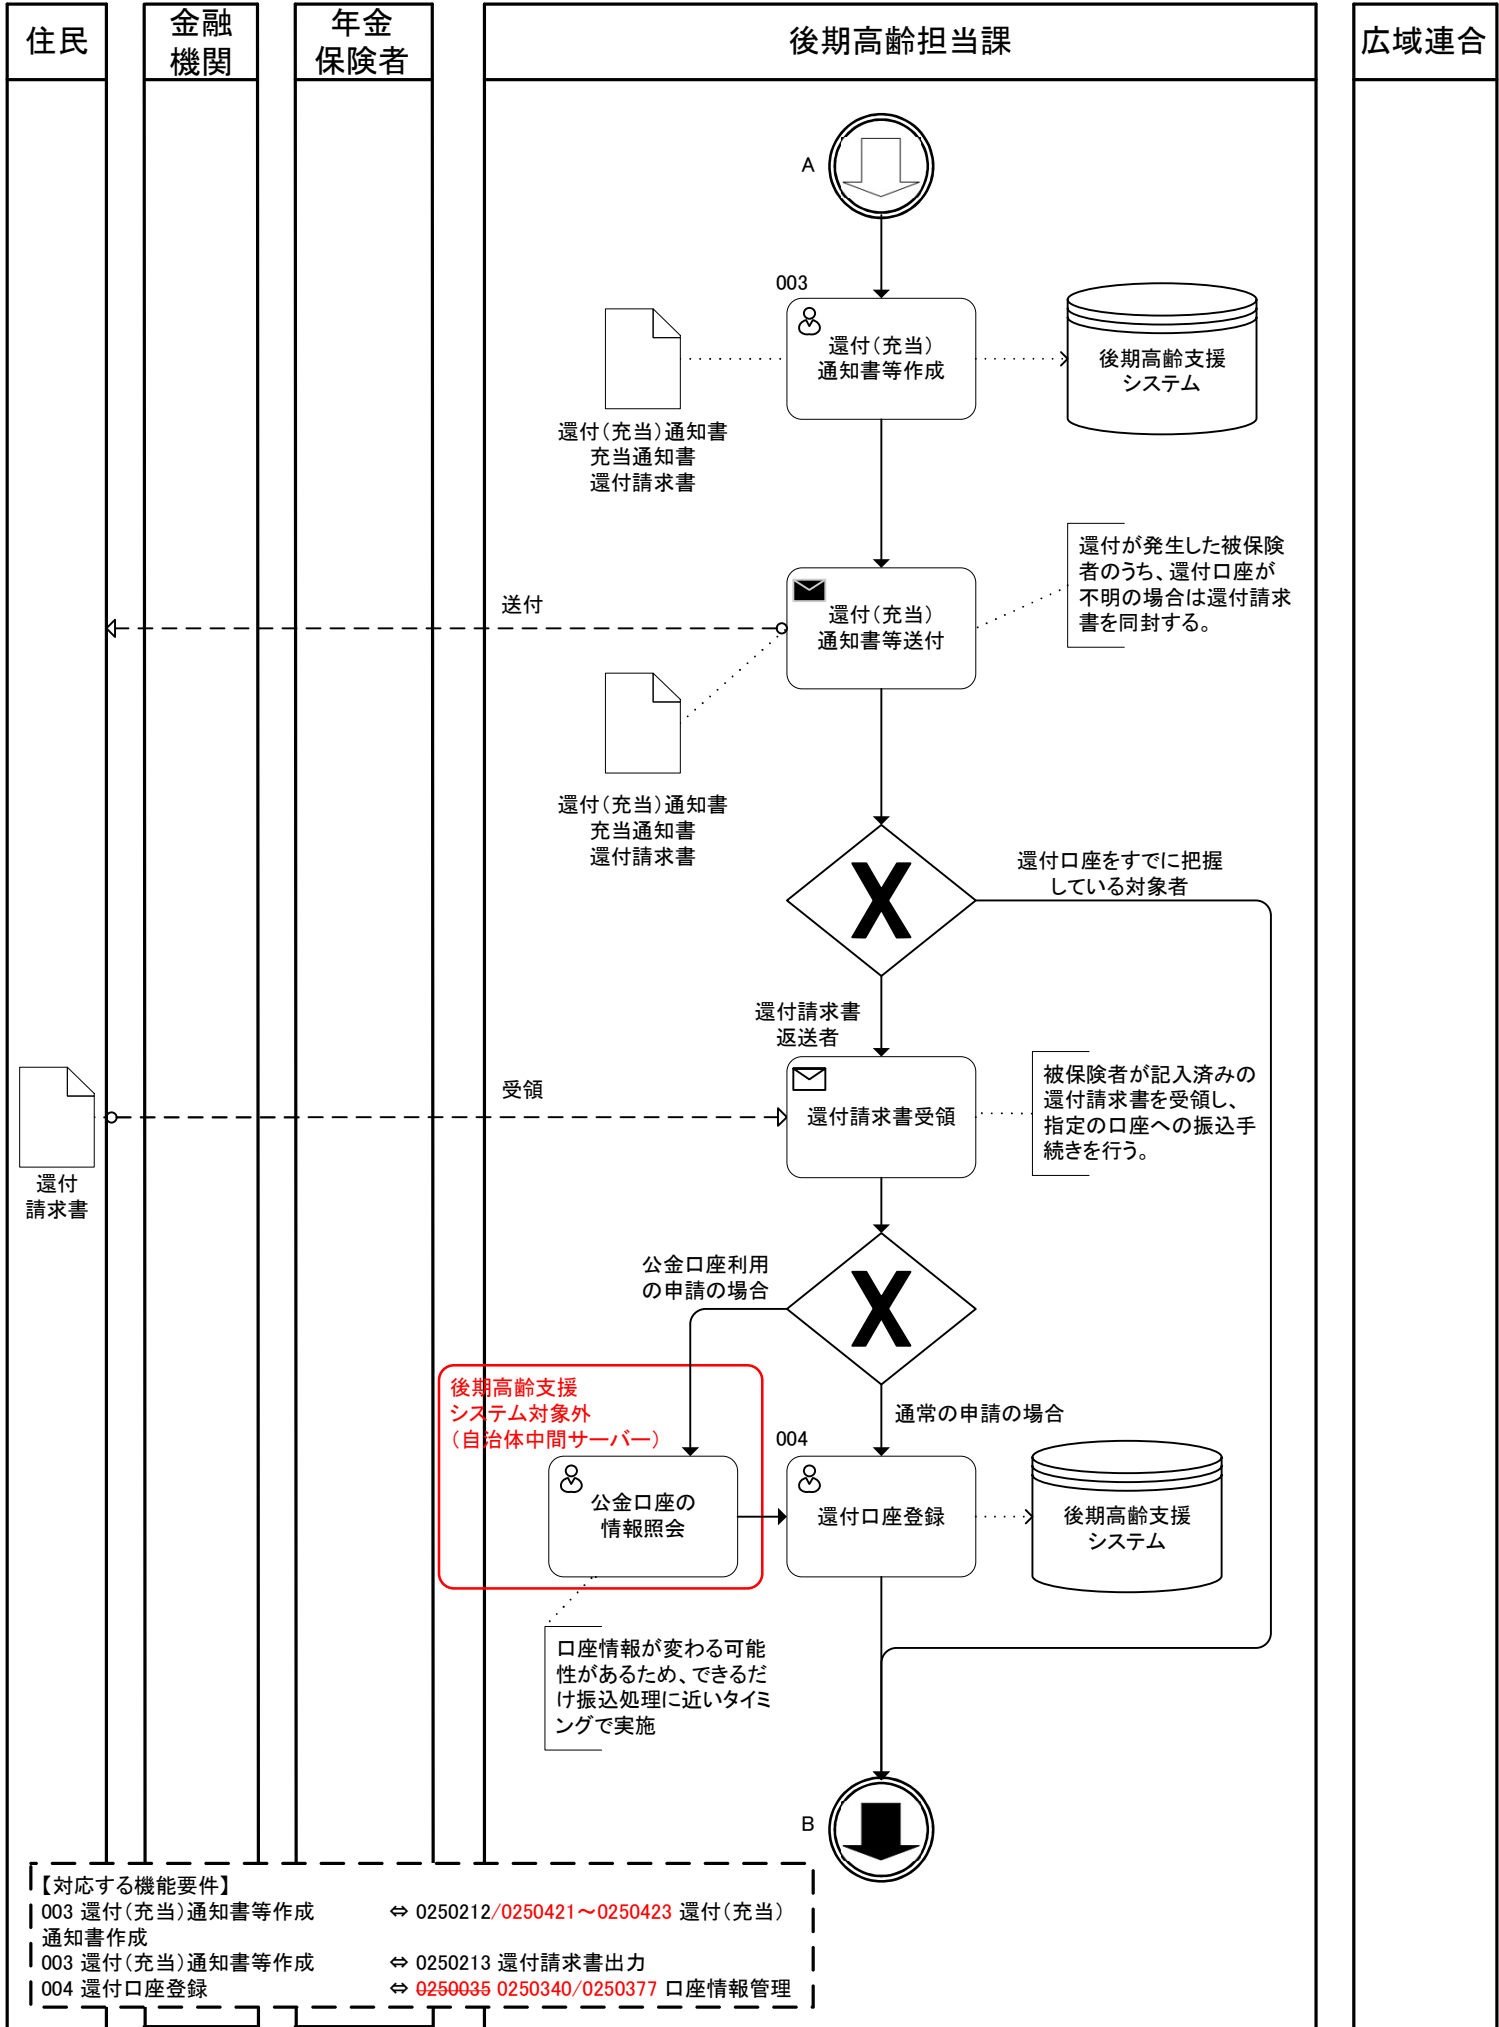 住民
金融
機関
年金
保険者
後期高齢担当課
広域連合
A
003
還付(充当)
通知書等作成
後期高齢支援
システム
還付(充当)通知書
充当通知書
還付請求書
還付が発生した被保険
者のうち、還付口座が
不明の場合は還付請求
書を同封する。
送付
還付(充当)
通知書等送付
還付(充当)通知書
充当通知書
還付請求書
X
還付口座をすでに把握
している対象者
還付請求書
返送者
受領
還付請求書受領
被保険者が記入済みの
還付請求書を受領し、
指定の口座への振込手
続きを行う。
還付
請求書
公金口座利用
の申請の場合
X
通常の申請の場合
後期高齢支援
システム対象外
(自治体中間サーバー)
公金口座の
情報照会
004
還付口座登録
後期高齢支援
システム
口座情報が変わる可能
性があるため、できるだ
け振込処理に近いタイミ
ングで実施
B
【対応する機能要件】
003 還付(充当)通知書等作成 ⇔ 0250212/0250421～0250423 還付(充当)
通知書作成
003 還付(充当)通知書等作成 ⇔ 0250213 還付請求書出力
004 還付口座登録 ⇔ 0250035 0250340/0250377 口座情報管理